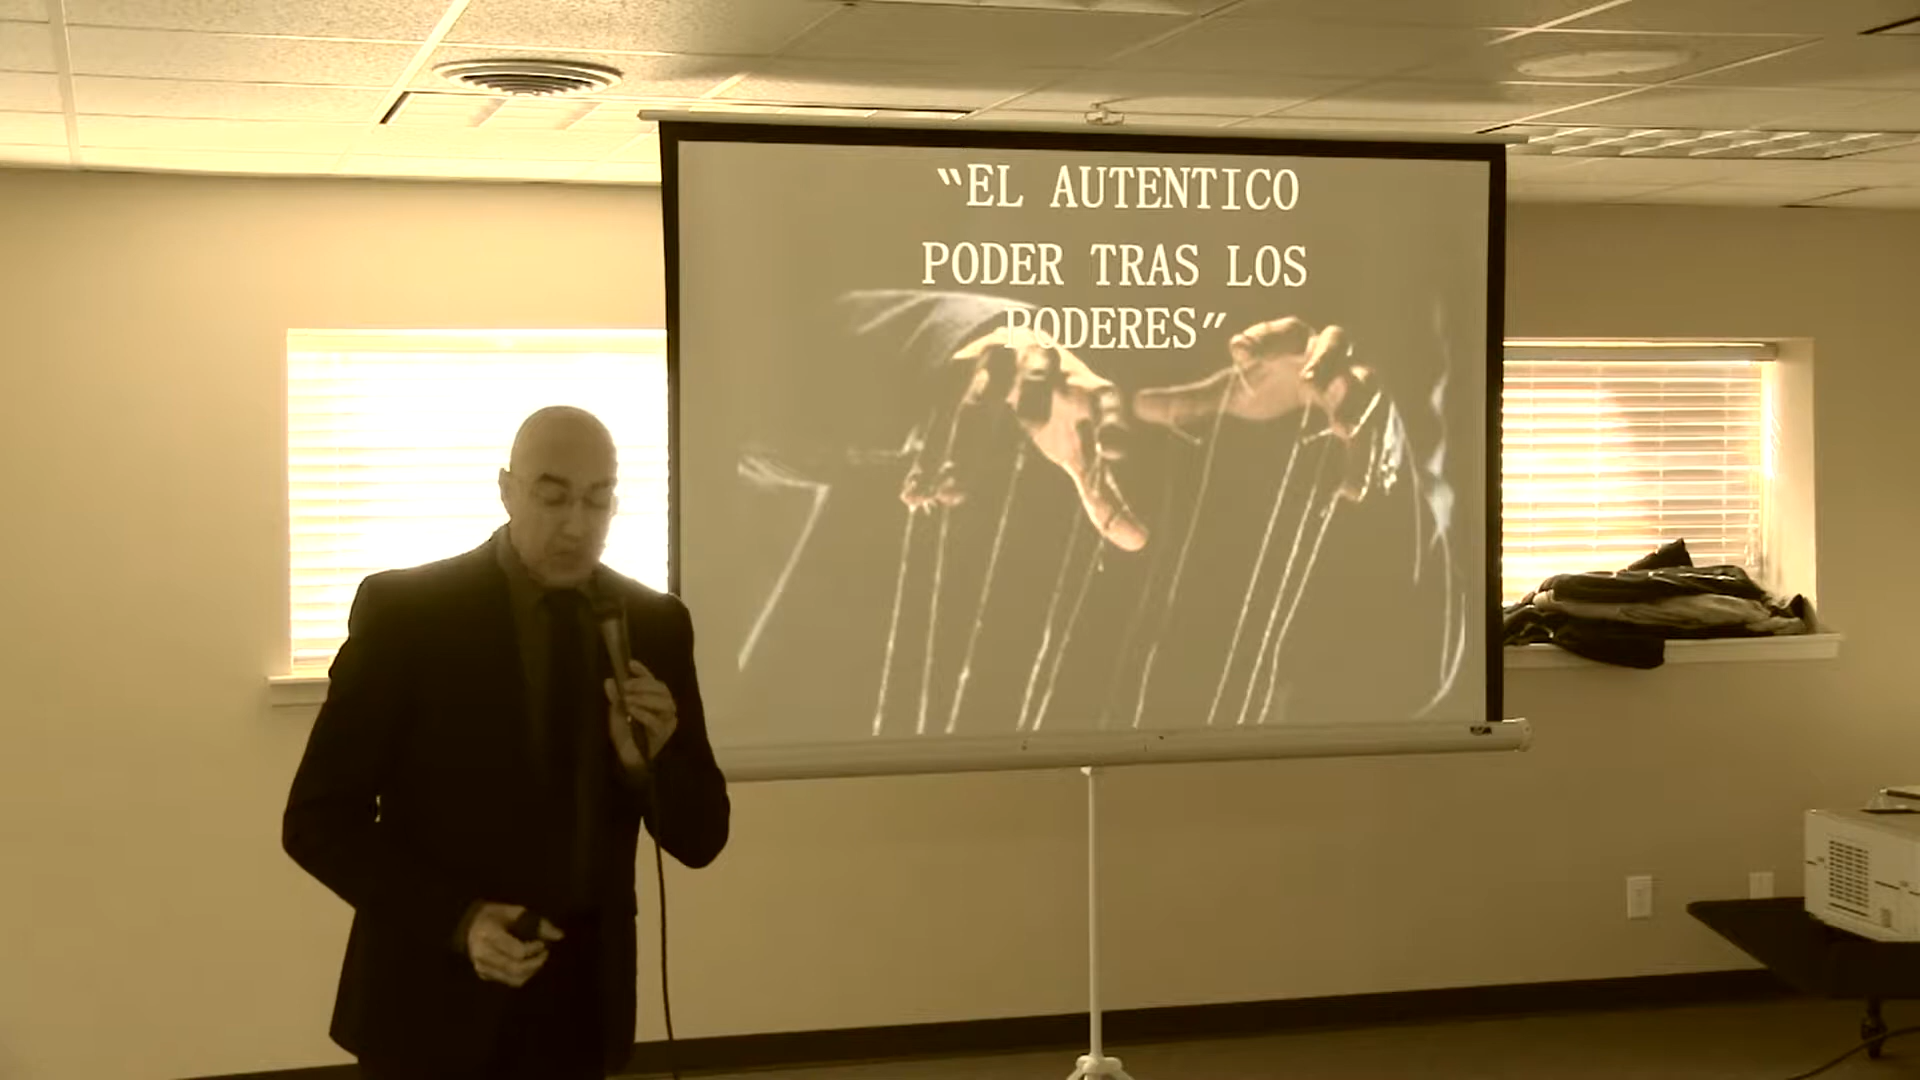 “EL AUTENTICO
PODER TRAS LOS
PODERES”